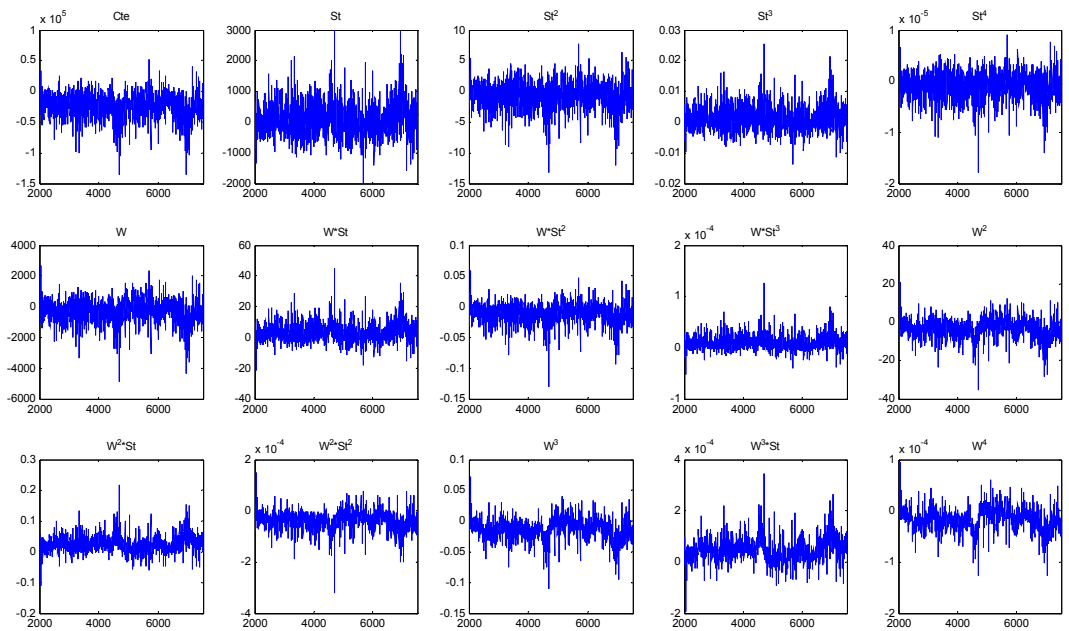 x 10^5 Cte St St^2 St^3 x 10^-5 St^4
1 3000 10 0.03 1
0.5 2000 5 0.02 0
0 1000 0 0.01 -1
-0.5 0 -5 0 -2
-1 -1000 -10 -0.01
-1.5 -2000 -15 -0.02
2000 4000 6000 2000 4000 6000 2000 4000 6000 2000 4000 6000 2000 4000 6000
W W*St W*St^2 x 10^-4 W*St^3 W^2
4000 60 0.1 2 40
2000 40 0.05 1 20
0 20 0 0 0
-2000 0 -0.05 -1 -20
-4000 -20 -0.1 -40
-6000 -40 -0.15
2000 4000 6000 2000 4000 6000 2000 4000 6000 2000 4000 6000 2000 4000 6000
W^2*St x 10^-4 W^2*St^2 W^3 x 10^-4 W^3*St x 10^-4 W^4
0.3 2 0.1 4 1
0.2 0 0.05 2 0
0.1 -2 0 0 -1
0 -4 -0.05 -2 -2
-0.1 -0.1
-0.2 -0.15
2000 4000 6000 2000 4000 6000 2000 4000 6000 2000 4000 6000 2000 4000 6000